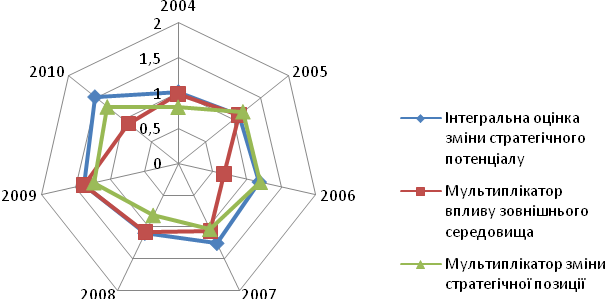 2004
2
1,5
1
0,5
0
2005
2006
2007
2008
2009
2010
Інтегральна оцінка
зміни стратегічного
потенціалу
Мультиплікатор
впливу зовнішнього
середовища
Мультиплікатор зміни
стратегічної позиції